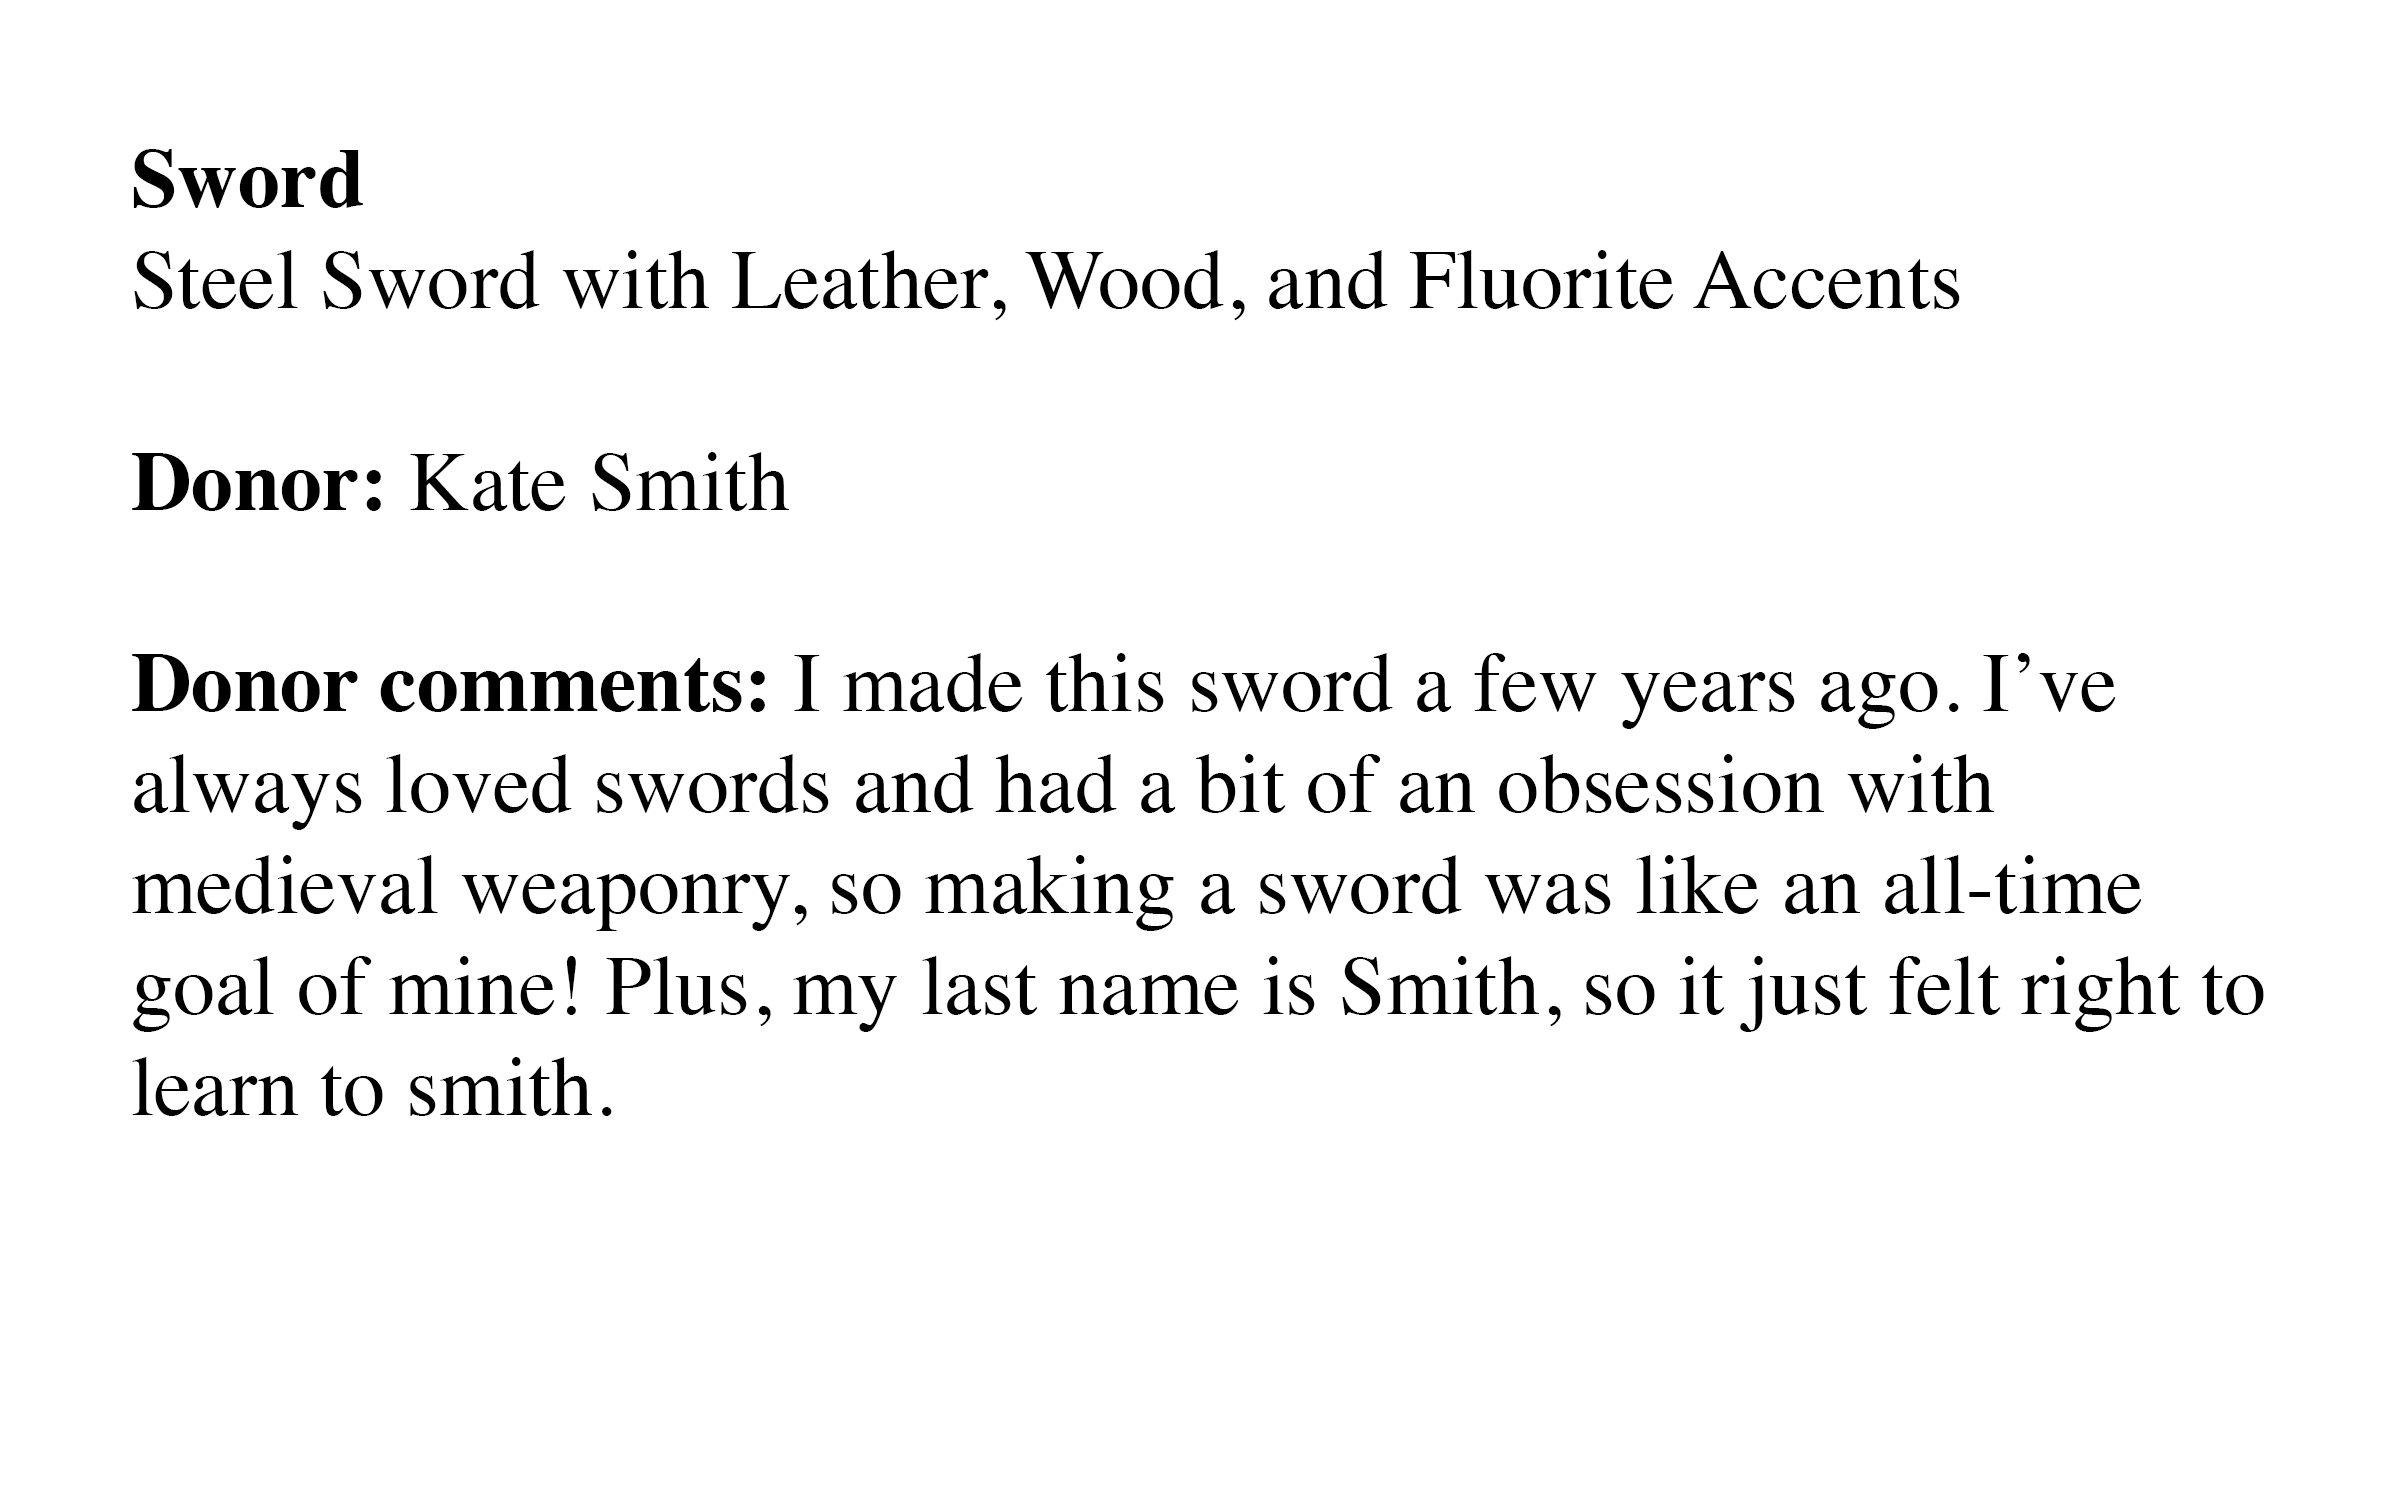 Sword
Steel Sword with Leather, Wood, and Fluorite Accents
Donor: Kate Smith
Donor comments: I made this sword a few years ago. I’ve
always loved swords and had a bit of an obsession with
medieval weaponry, so making a sword was like an all-time
goal of mine! Plus, my last name is Smith, so it just felt right to
learn to smith.